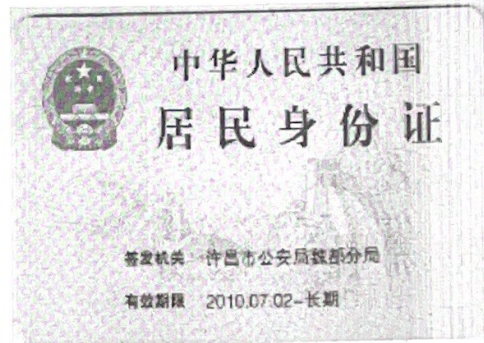 中华人民共和国
居民身份证
签发机关 许昌市公安局魏都分局
有效期限 2010.07.02-长期